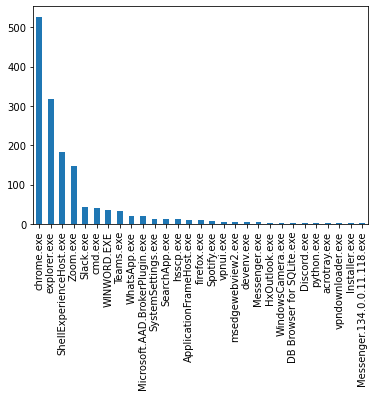 500
400
300
200
100
0
chrome.exe
explorer.exe
ShellExperienceHost.exe
Zoom.exe
Slack.exe
cmd.exe
WINWORD.EXE
Teams.exe
WhatsApp.exe
Microsoft.AAD.BrokerPlugin.exe
SystemSettings.exe
SearchApp.exe
hsscp.exe
ApplicationFrameHost.exe
firefox.exe
Spotify.exe
vpnui.exe
msedgewebview2.exe
devenv.exe
Messenger.exe
HxOutlook.exe
WindowsCamera.exe
DB Browser for SQLite.exe
Discord.exe
python.exe
acrotray.exe
vpndownloader.exe
Installer.exe
Messenger.134.0.0.11.118.exe